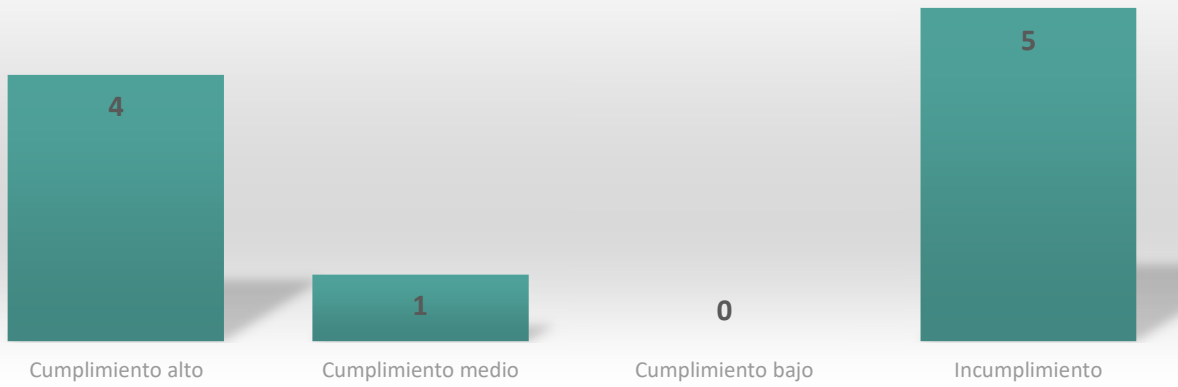 5
4
1
0
Cumplimiento alto
Cumplimiento medio
Cumplimiento bajo
Incumplimiento